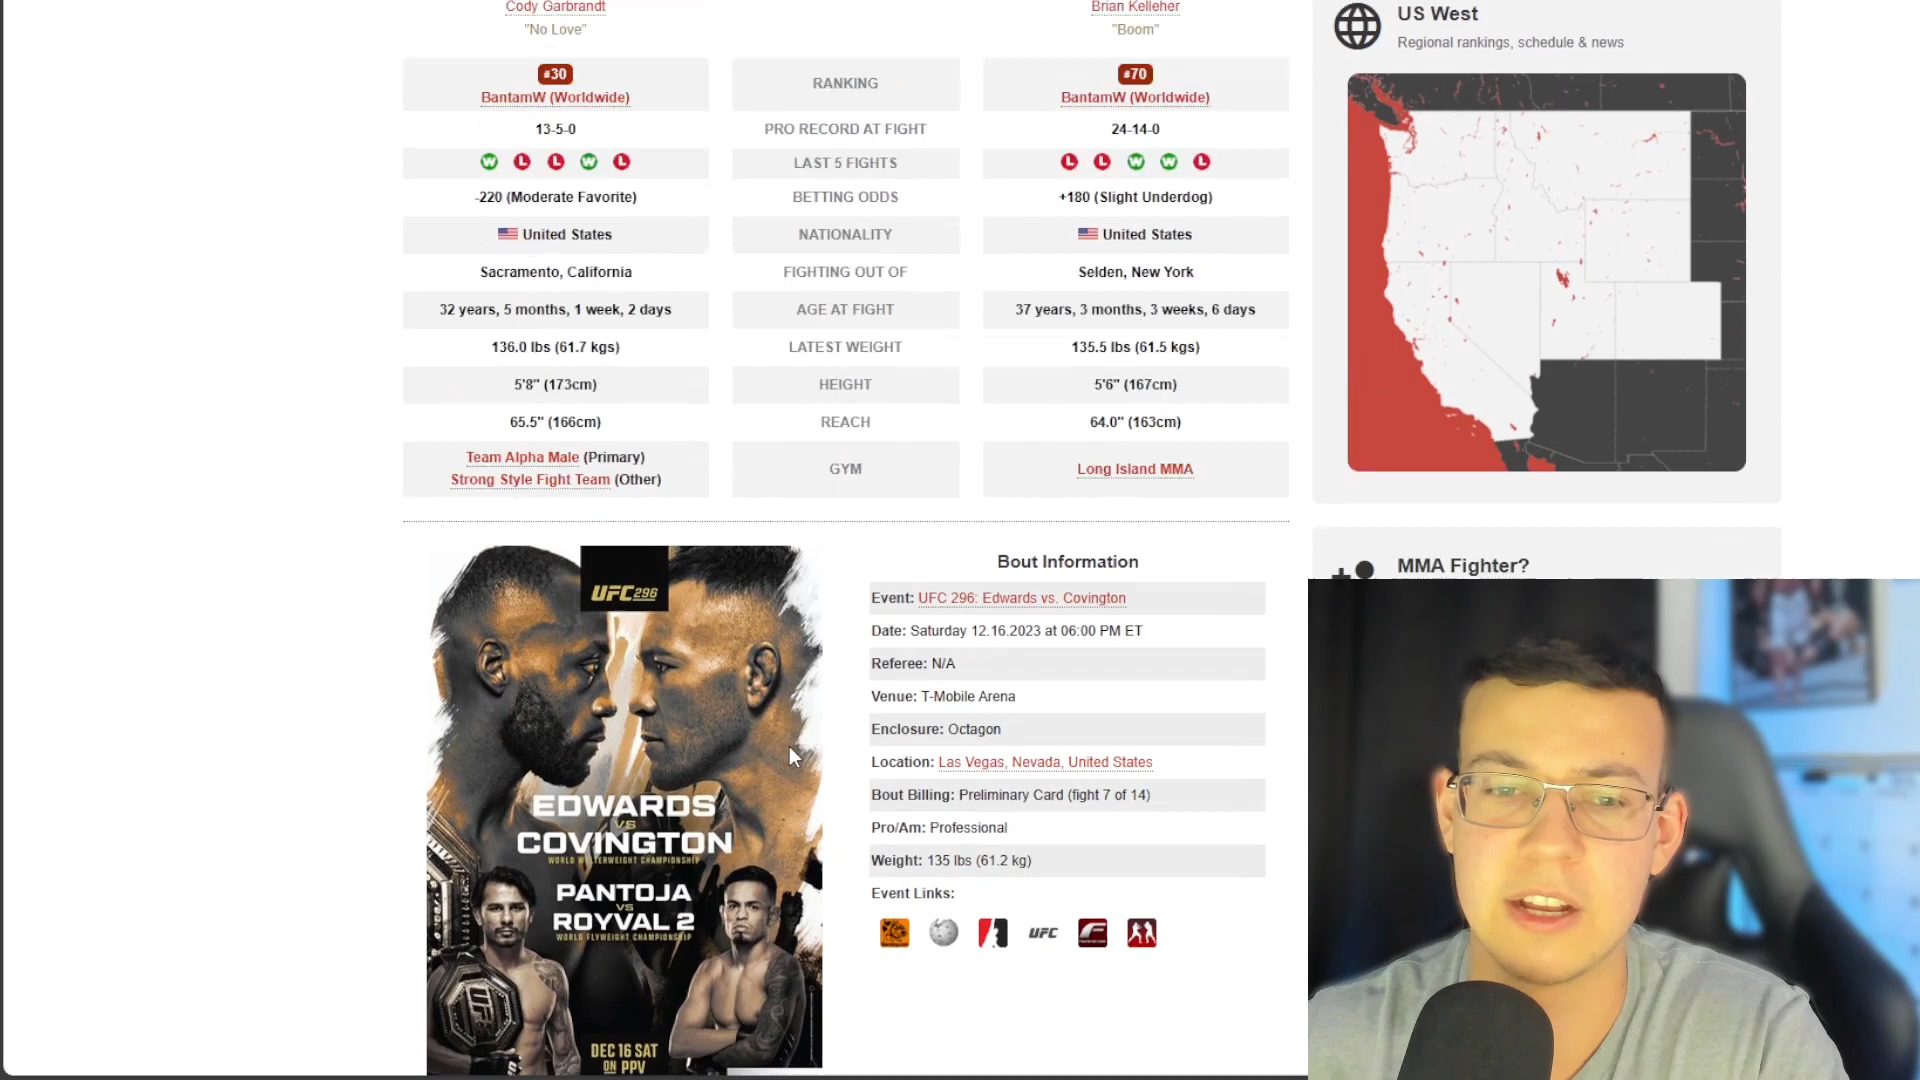 Cody Garbrandt
Brian Kelleher
"No Love"
"Boom"
#30
RANKING
#70
BantamW (Worldwide)
BantamW (Worldwide)
13-5-0
PRO RECORD AT FIGHT
24-14-0
W L L W L
LAST 5 FIGHTS
L L W W L
-220 (Moderate Favorite)
BETTING ODDS
+180 (Slight Underdog)
United States
NATIONALITY
United States
Sacramento, California
FIGHTING OUT OF
Selden, New York
32 years, 5 months, 1 week, 2 days
AGE AT FIGHT
37 years, 3 months, 3 weeks, 6 days
136.0 lbs (61.7 kgs)
LATEST WEIGHT
135.5 lbs (61.5 kgs)
5'8" (173cm)
HEIGHT
5'6" (167cm)
65.5" (166cm)
REACH
64.0" (163cm)
Team Alpha Male (Primary)
Strong Style Fight Team (Other)
GYM
Long Island MMA
US West
Regional rankings, schedule & news
MMA Fighter?
UFC 296
EDWARDS
VS
COVINGTON
WORLD WELTERWEIGHT CHAMPIONSHIP
PANTOJA
VS
ROYVAL 2
WORLD FLYWEIGHT CHAMPIONSHIP
UFC
DEC 16 SAT
ON PPV
Bout Information
Event: UFC 296: Edwards vs. Covington
Date: Saturday 12.16.2023 at 06:00 PM ET
Referee: N/A
Venue: T-Mobile Arena
Enclosure: Octagon
Location: Las Vegas, Nevada, United States
Bout Billing: Preliminary Card (fight 7 of 14)
Pro/Am: Professional
Weight: 135 lbs (61.2 kg)
Event Links:
UFC